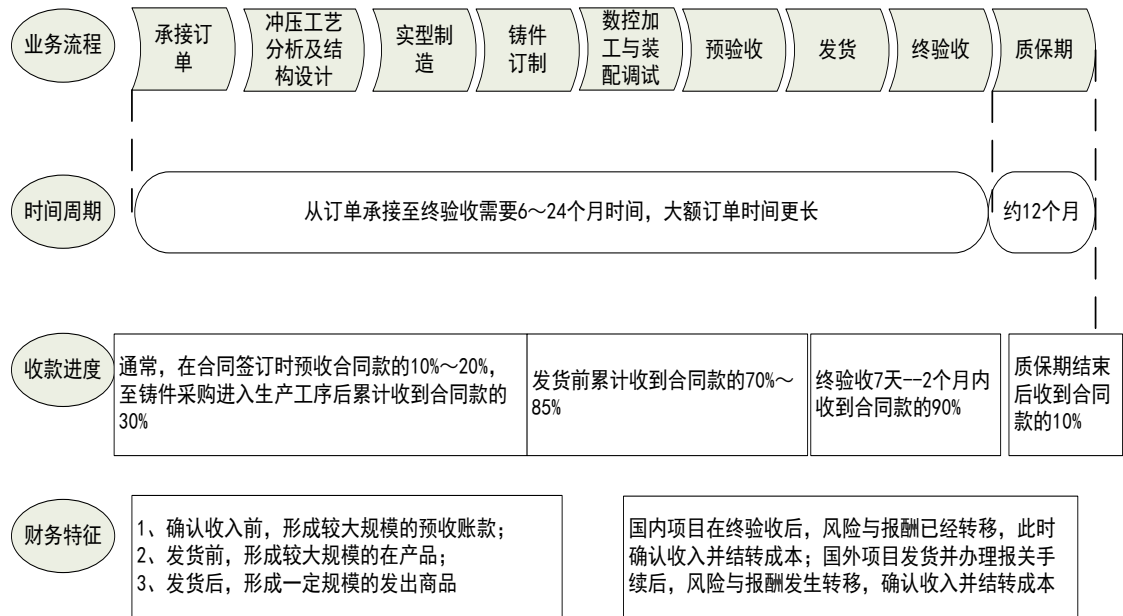 业务流程
承接订
单
冲压工艺
分析及结
构设计
实型制
造
铸件
订制
数控加
工与装
配调试
预验收
发货
终验收
质保期
时间周期
从订单承接至终验收需要6～24个月时间，大额订单时间更长
约12个月
收款进度
通常，在合同签订时预收合同款的10%～20%，
至铸件采购进入生产工序后累计收到合同款的
30%
发货前累计收到合同款的70%～
85%
终验收7天--2个月内
收到合同款的90%
质保期结束
后收到合同
款的10%
财务特征
1、确认收入前，形成较大规模的预收账款；
2、发货前，形成较大规模的在产品；
3、发货后，形成一定规模的发出商品
国内项目在终验收后，风险与报酬已经转移，此时
确认收入并结转成本；国外项目发货并办理报关手
续后，风险与报酬发生转移，确认收入并结转成本